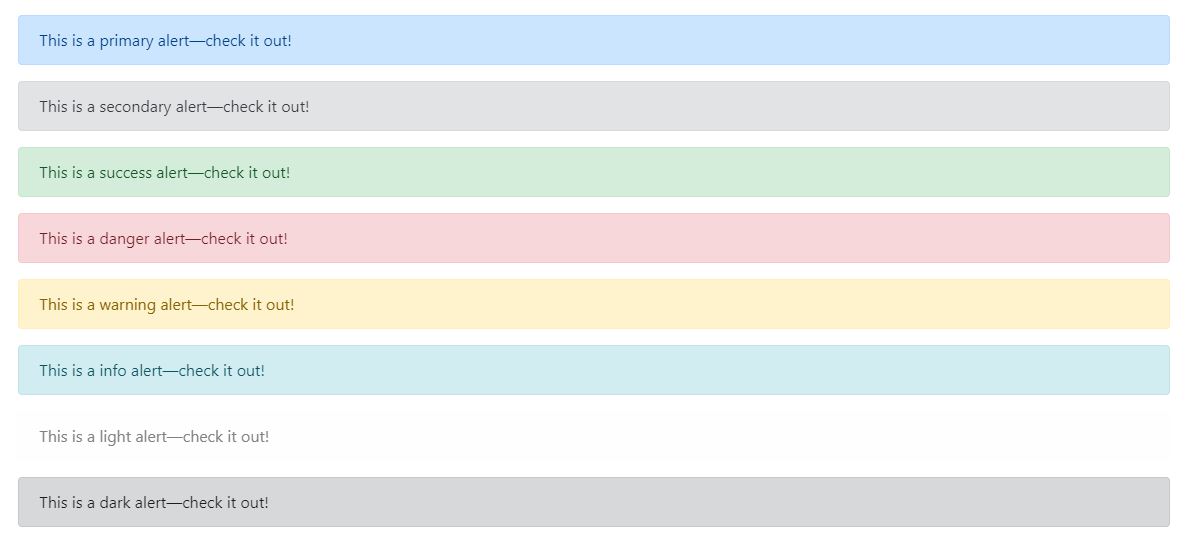 This is a primary alert—check it out!
This is a secondary alert—check it out!
This is a success alert—check it out!
This is a danger alert—check it out!
This is a warning alert—check it out!
This is a info alert—check it out!
This is a light alert—check it out!
This is a dark alert—check it out!